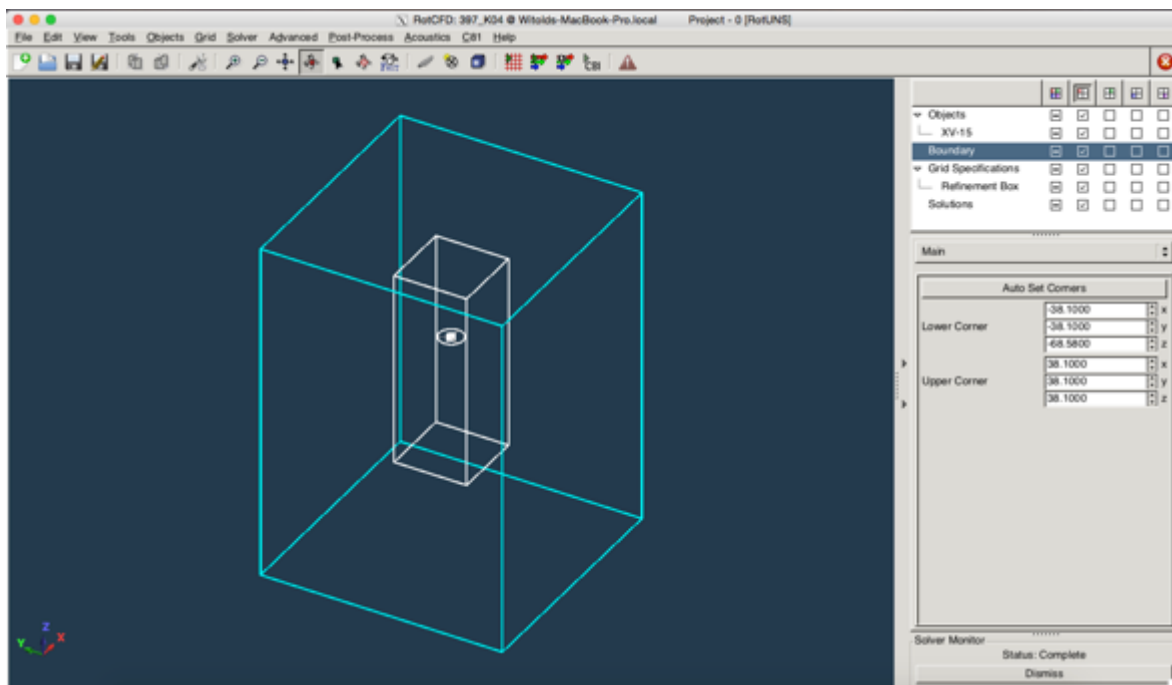 RotCFD: 397_K04 @ Witolds-MacBook-Pro.local Project - 0 [RotUNS]
File Edit View Tools Objects Grid Solver Advanced Post-Process Acoustics C81 Help
C81
Objects
XV-15
Boundary
Grid Specifications
Refinement Box
Solutions
Main
Auto Set Corners
-38.1000 x
Lower Corner -38.1000 y
-68.5800 z
38.1000 x
Upper Corner 38.1000 y
38.1000 z
Z
Y X
Solver Monitor
Status: Complete
Dismiss